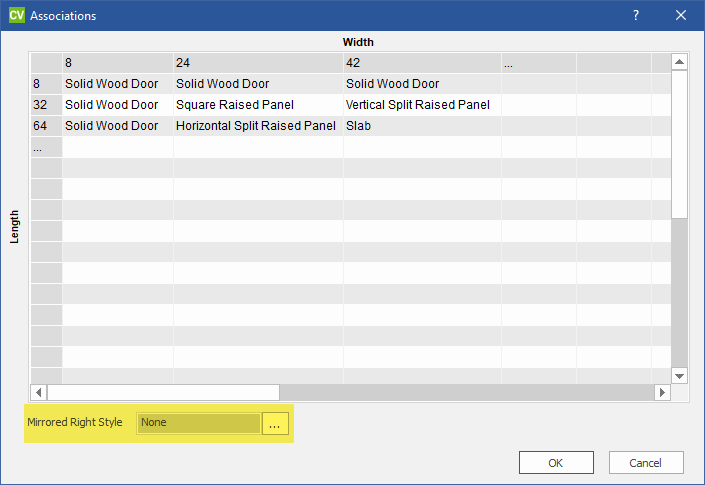 CV Associations ? ✕
Width
8 24 42 ...
8 Solid Wood Door Solid Wood Door Solid Wood Door
32 Solid Wood Door Square Raised Panel Vertical Split Raised Panel
64 Solid Wood Door Horizontal Split Raised Panel Slab
...
Length
Mirrored Right Style None ...
OK Cancel